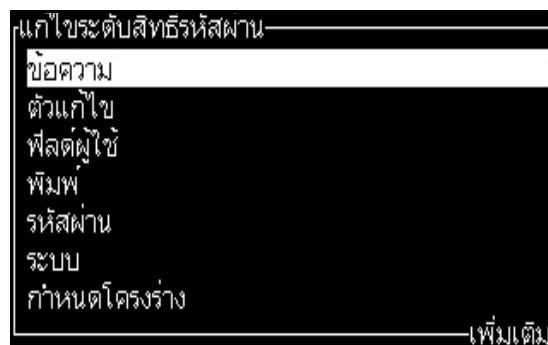 แก้ไขระดับสิทธิ์รหัสผ่าน
ข้อความ
ตัวแก้ไข
ฟิลด์ผู้ใช้
พิมพ์
รหัสผ่าน
ระบบ
กำหนดโครงร่าง
เพิ่มเติม